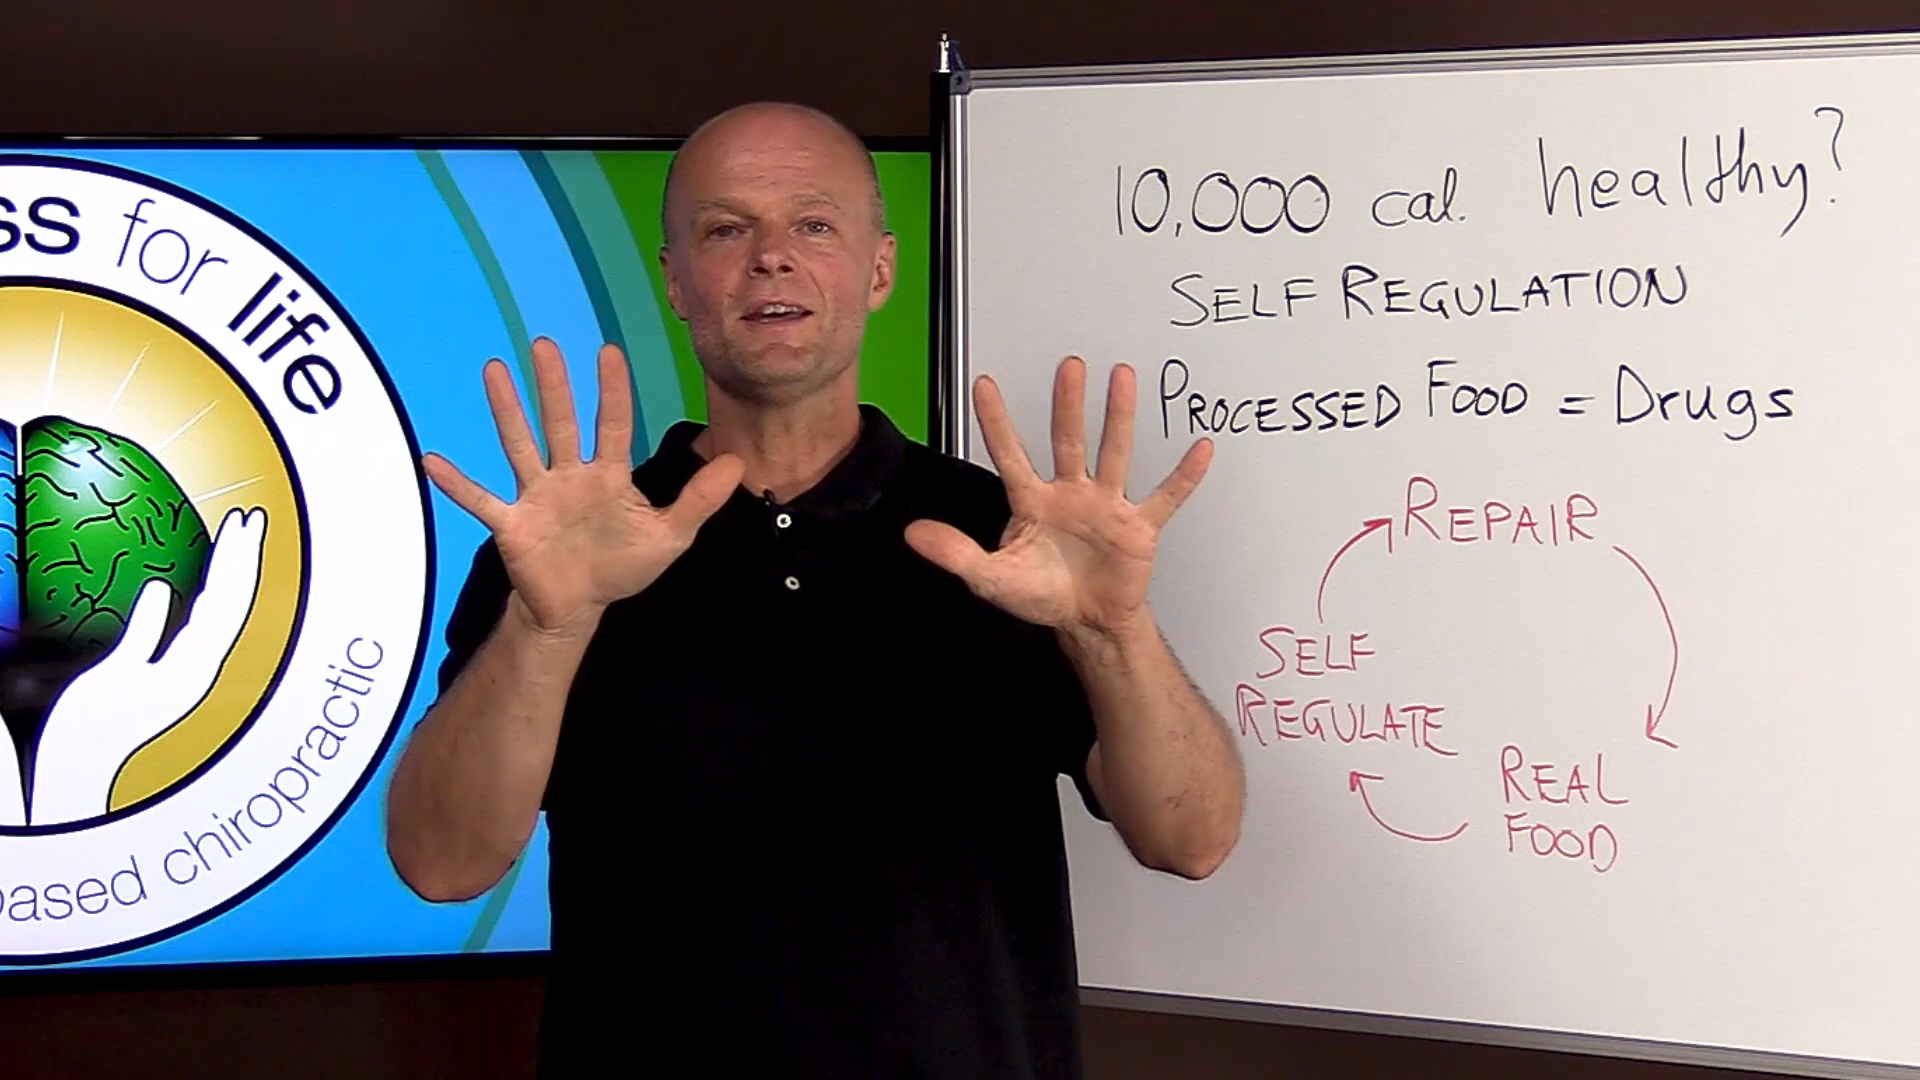 ss for life
based chiropractic
10,000 cal. healthy?
SELF REGULATION
PROCESSED FOOD = Drugs
REPAIR
SELF
REGULATE
REAL
FOOD